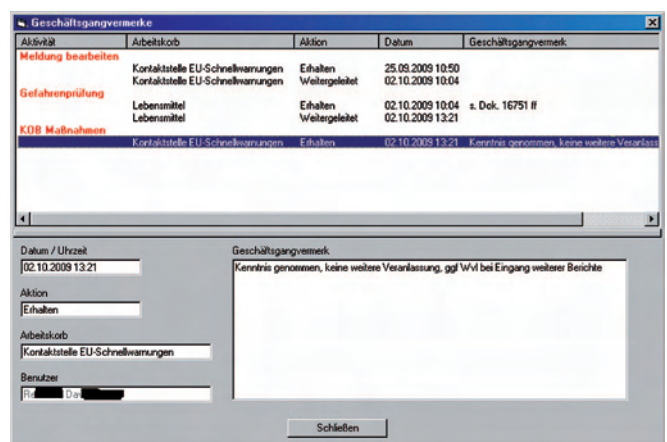 Geschäftsgangvermerke
Aktivität Arbeitskorb Aktion Datum Geschäftsgangvermerk
Meldung bearbeiten
Kontaktstelle EU-Schnellwarnungen Erhalten 25.09.2009 10:50
Kontaktstelle EU-Schnellwarnungen Weitergeleitet 02.10.2009 10:04
Gefahrenprüfung
Lebensmittel Erhalten 02.10.2009 10:04 s. Dok. 16751 ff
Lebensmittel Weitergeleitet 02.10.2009 13:21
KOB Maßnahmen
Kontaktstelle EU-Schnellwarnungen Erhalten 02.10.2009 13:21 Kenntnis genommen, keine weitere Veranlass
Datum / Uhrzeit
02.10.2009 13:21
Aktion
Erhalten
Arbeitskorb
Kontaktstelle EU-Schnellwarnungen
Benutzer
Geschäftsgangvermerk
Kenntnis genommen, keine weitere Veranlassung, ggf Wvl bei Eingang weiterer Berichte
Schließen